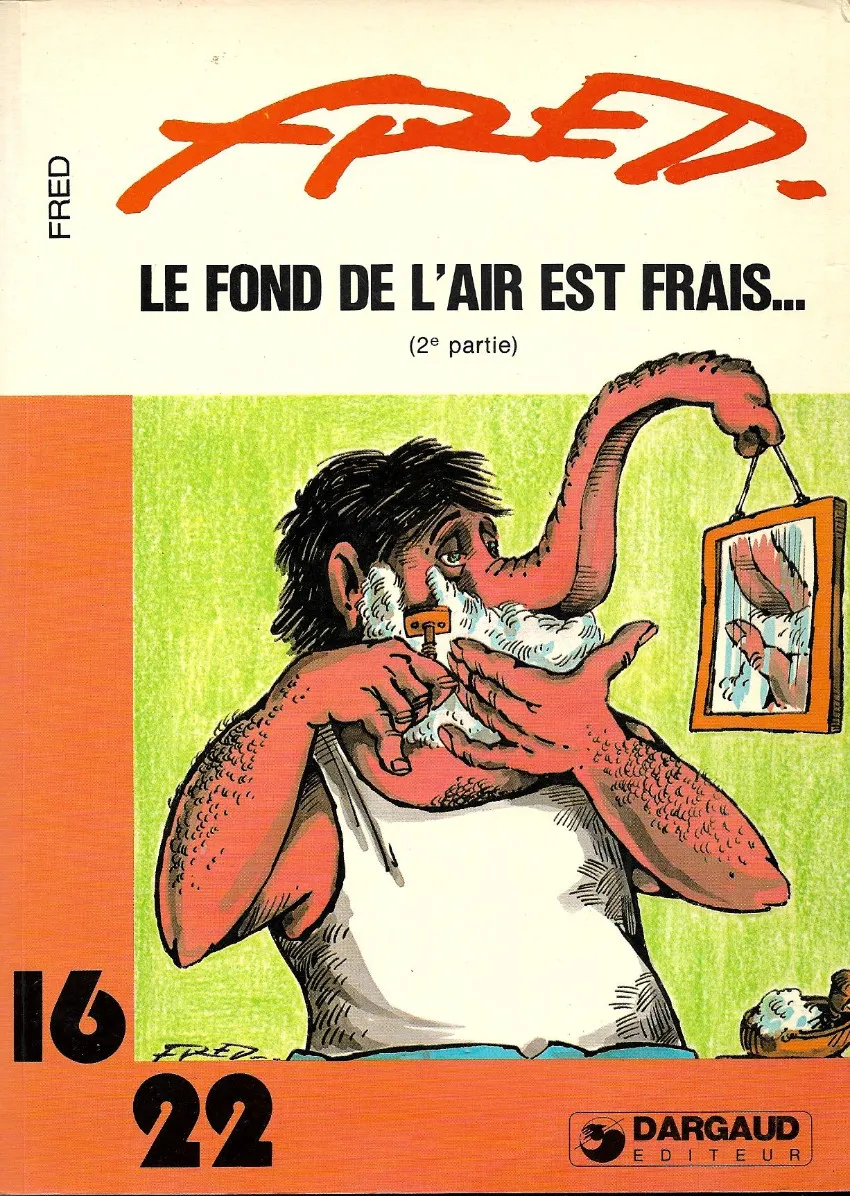 FRED.
FRED
LE FOND DE L'AIR EST FRAIS...
(2e partie)
FRED
16
22
DARGAUD
EDITEUR